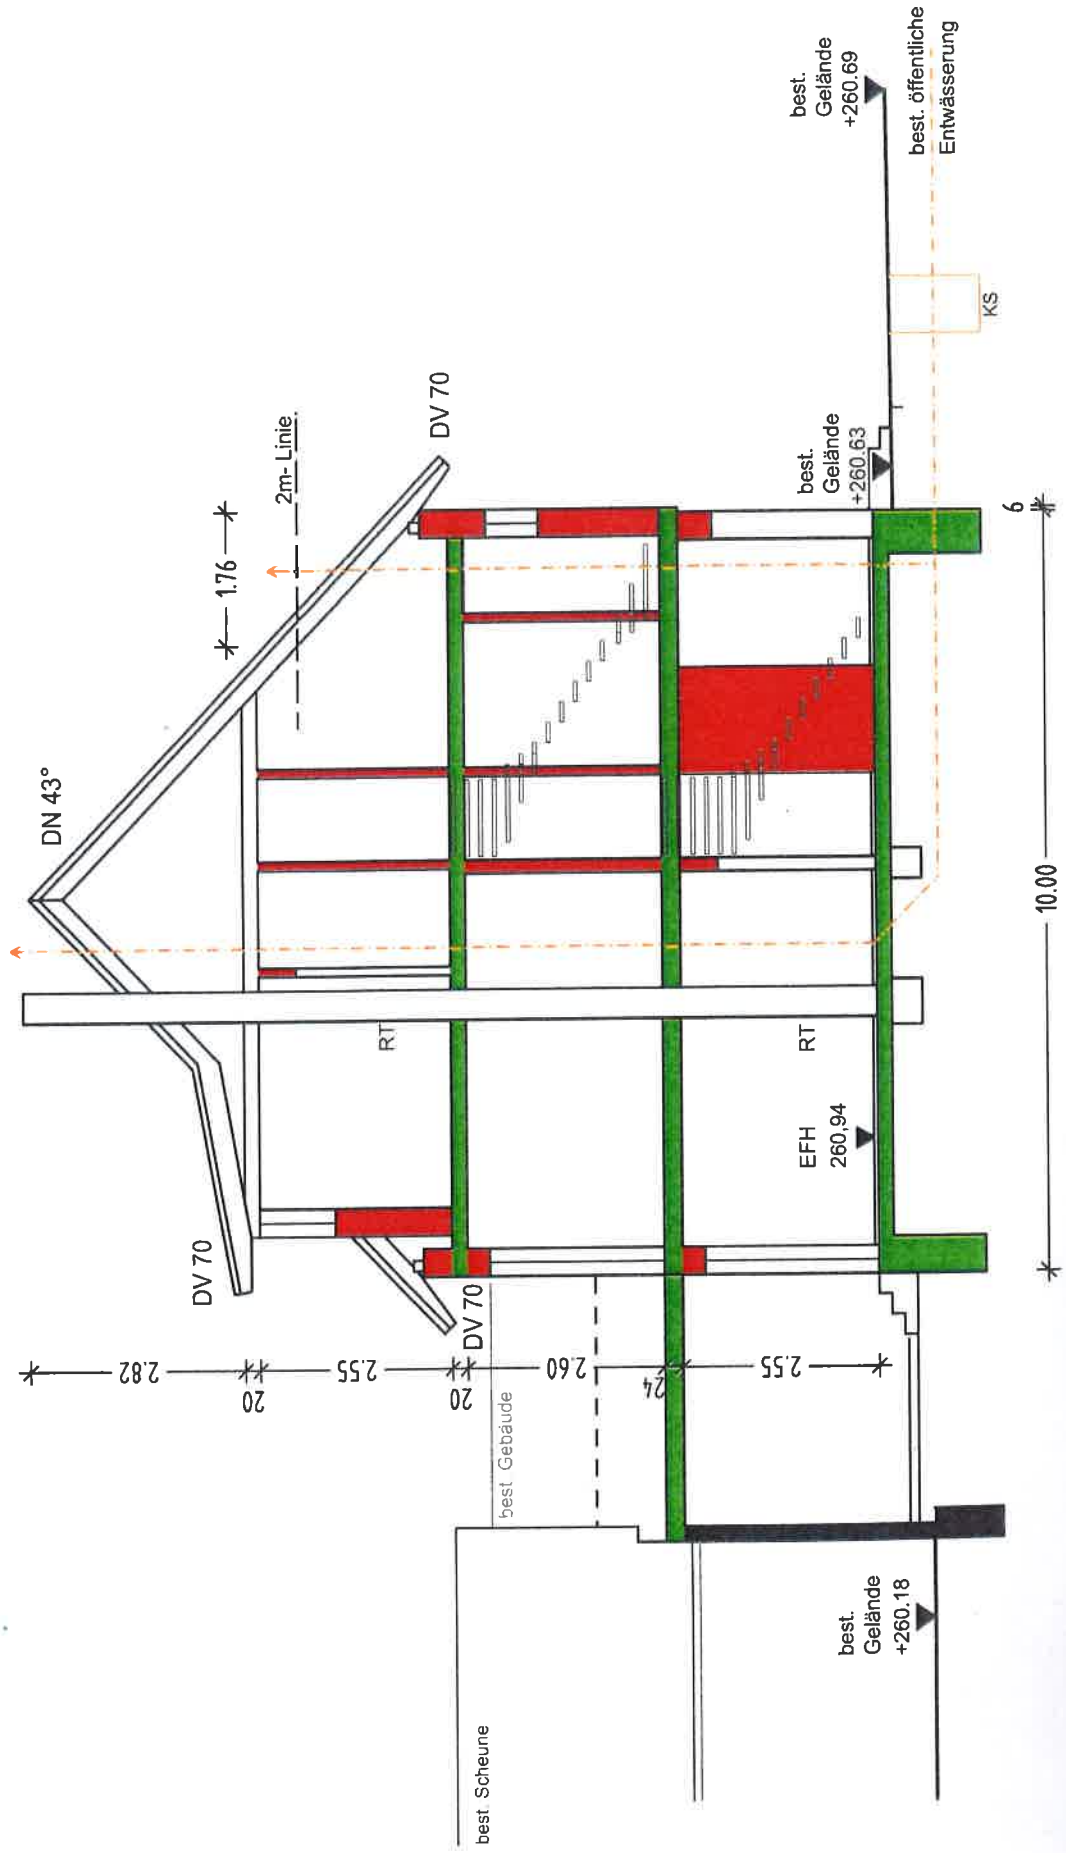 DN 43°
1.76
2m- Linie
DV 70
DV 70
DV 70
2.82
20
2.55
20
2.60
24
2.55
RT
RT
EFH
260,94
best. Gebäude
best. Scheune
best.
Gelände
+260.18
best.
Gelände
+260.63
best.
Gelände
+260.69
best. öffentliche
Entwässerung
KS
6
10.00